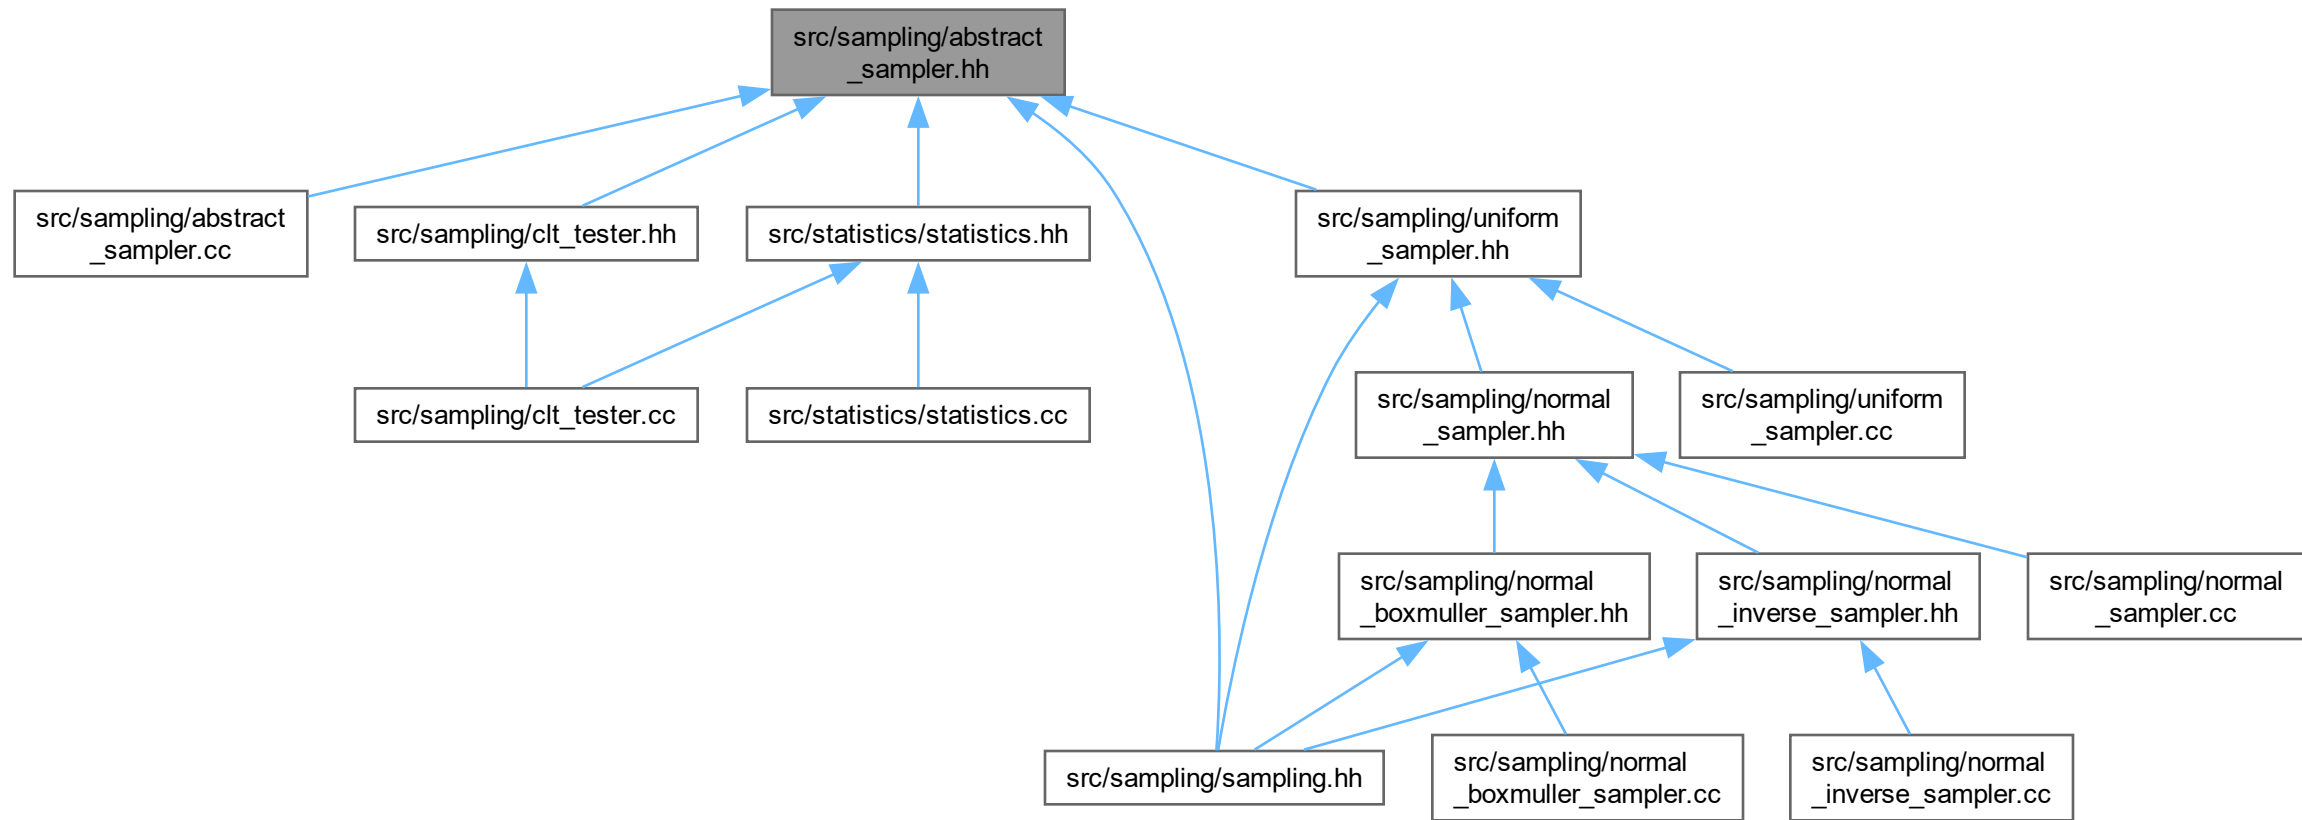 src/sampling/abstract
_sampler.hh
src/sampling/abstract
_sampler.cc
src/sampling/clt_tester.hh
src/statistics/statistics.hh
src/sampling/uniform
_sampler.hh
src/sampling/clt_tester.cc
src/statistics/statistics.cc
src/sampling/normal
_sampler.hh
src/sampling/uniform
_sampler.cc
src/sampling/normal
_boxmuller_sampler.hh
src/sampling/normal
_inverse_sampler.hh
src/sampling/normal
_sampler.cc
src/sampling/sampling.hh
src/sampling/normal
_boxmuller_sampler.cc
src/sampling/normal
_inverse_sampler.cc